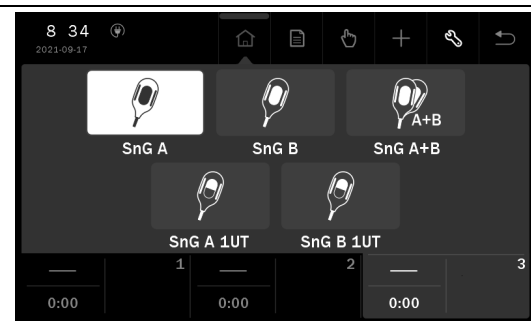 8 34
2021-09-17
A+B
SnG A SnG B SnG A+B
SnG A 1UT SnG B 1UT
1 2 3
0:00 0:00 0:00